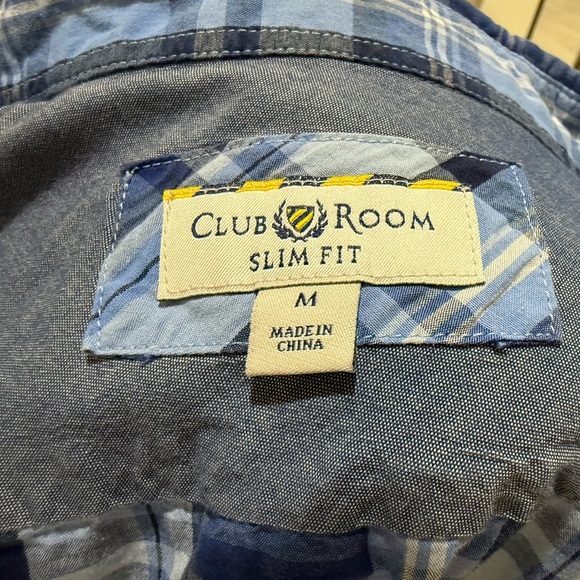 CLUB ROOM
SLIM FIT
M
MADE IN
CHINA